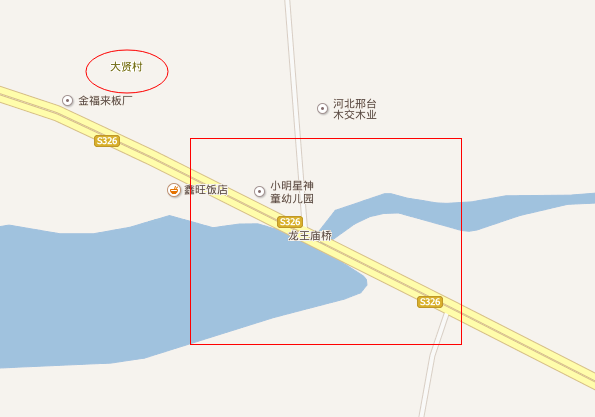 大贤村
金福来板厂
河北邢台
木交木业
S326
鑫旺饭店
小明星神
童幼儿园
S326
龙王庙桥
S326